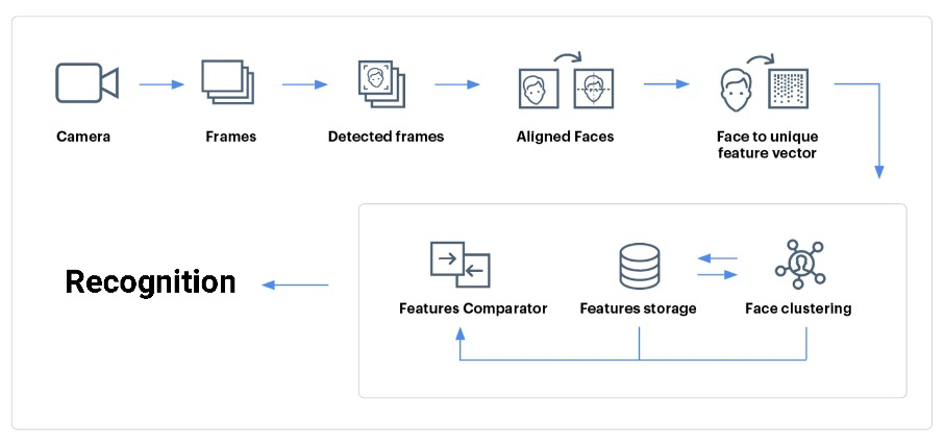 Camera
Frames
Detected frames
Aligned Faces
Face to unique
feature vector
Recognition
Features Comparator
Features storage
Face clustering